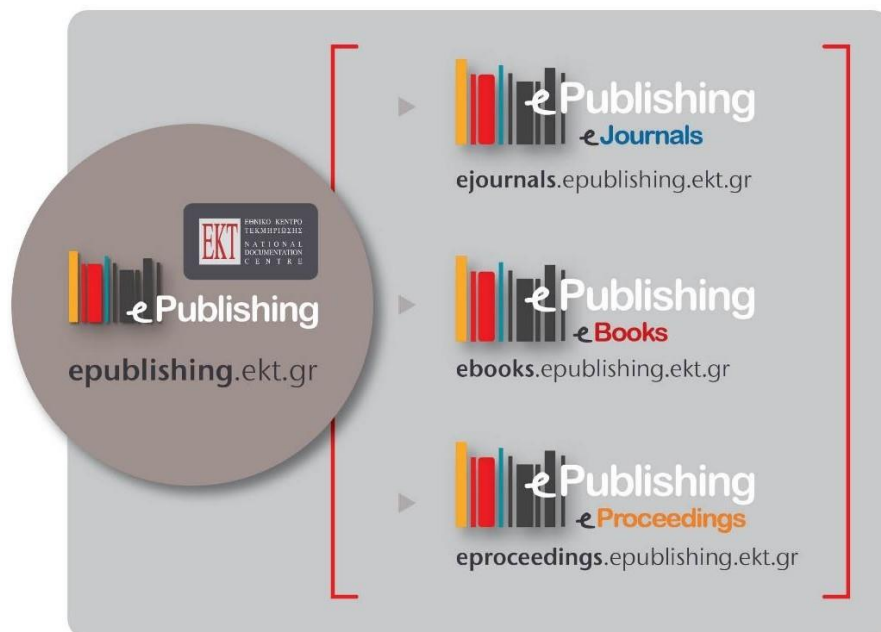 ΕΚΤ
ΕΘΝΙΚΟ ΚΕΝΤΡΟ
ΤΕΚΜΗΡΙΩΣΗΣ
NATIONAL
DOCUMENTATION
CENTRE
ePublishing
epublishing.ekt.gr
ePublishing
eJournals
ejournals.epublishing.ekt.gr
ePublishing
eBooks
ebooks.epublishing.ekt.gr
ePublishing
eProceedings
eproceedings.epublishing.ekt.gr